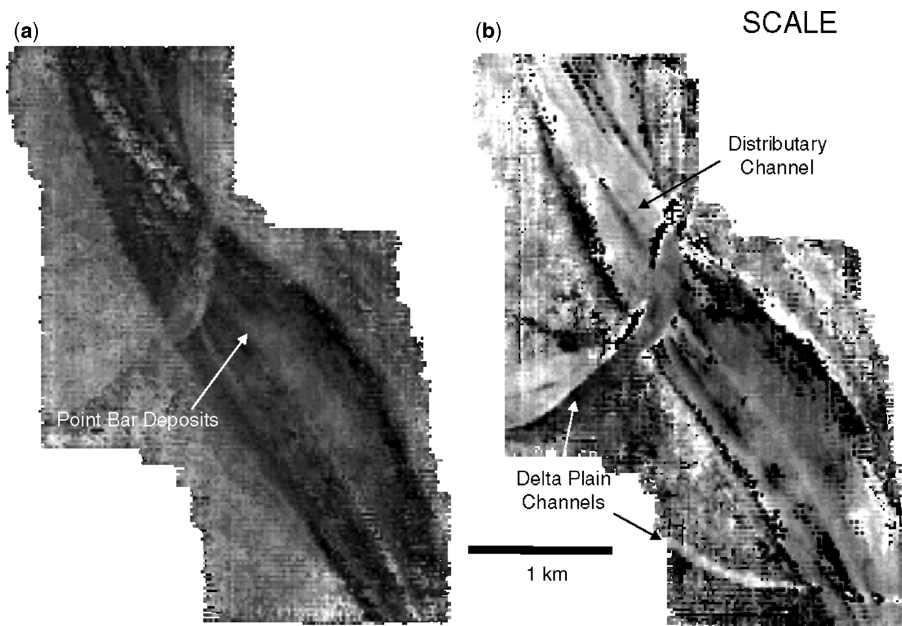 (a)
(b)
SCALE
Distributary
Channel
Point Bar Deposits
Delta Plain
Channels
1 km